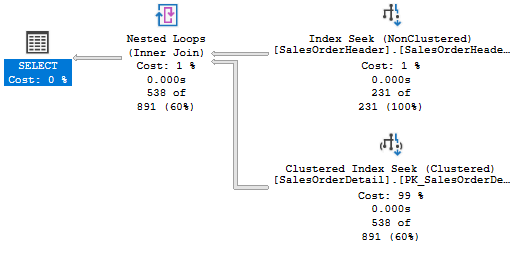 SELECT
Cost: 0 %
Nested Loops
(Inner Join)
Cost: 1 %
0.000s
538 of
891 (60%)
Index Seek (NonClustered)
[SalesOrderHeader].[SalesOrderHeade…
Cost: 1 %
0.000s
231 of
231 (100%)
Clustered Index Seek (Clustered)
[SalesOrderDetail].[PK_SalesOrderDe…
Cost: 99 %
0.000s
538 of
891 (60%)